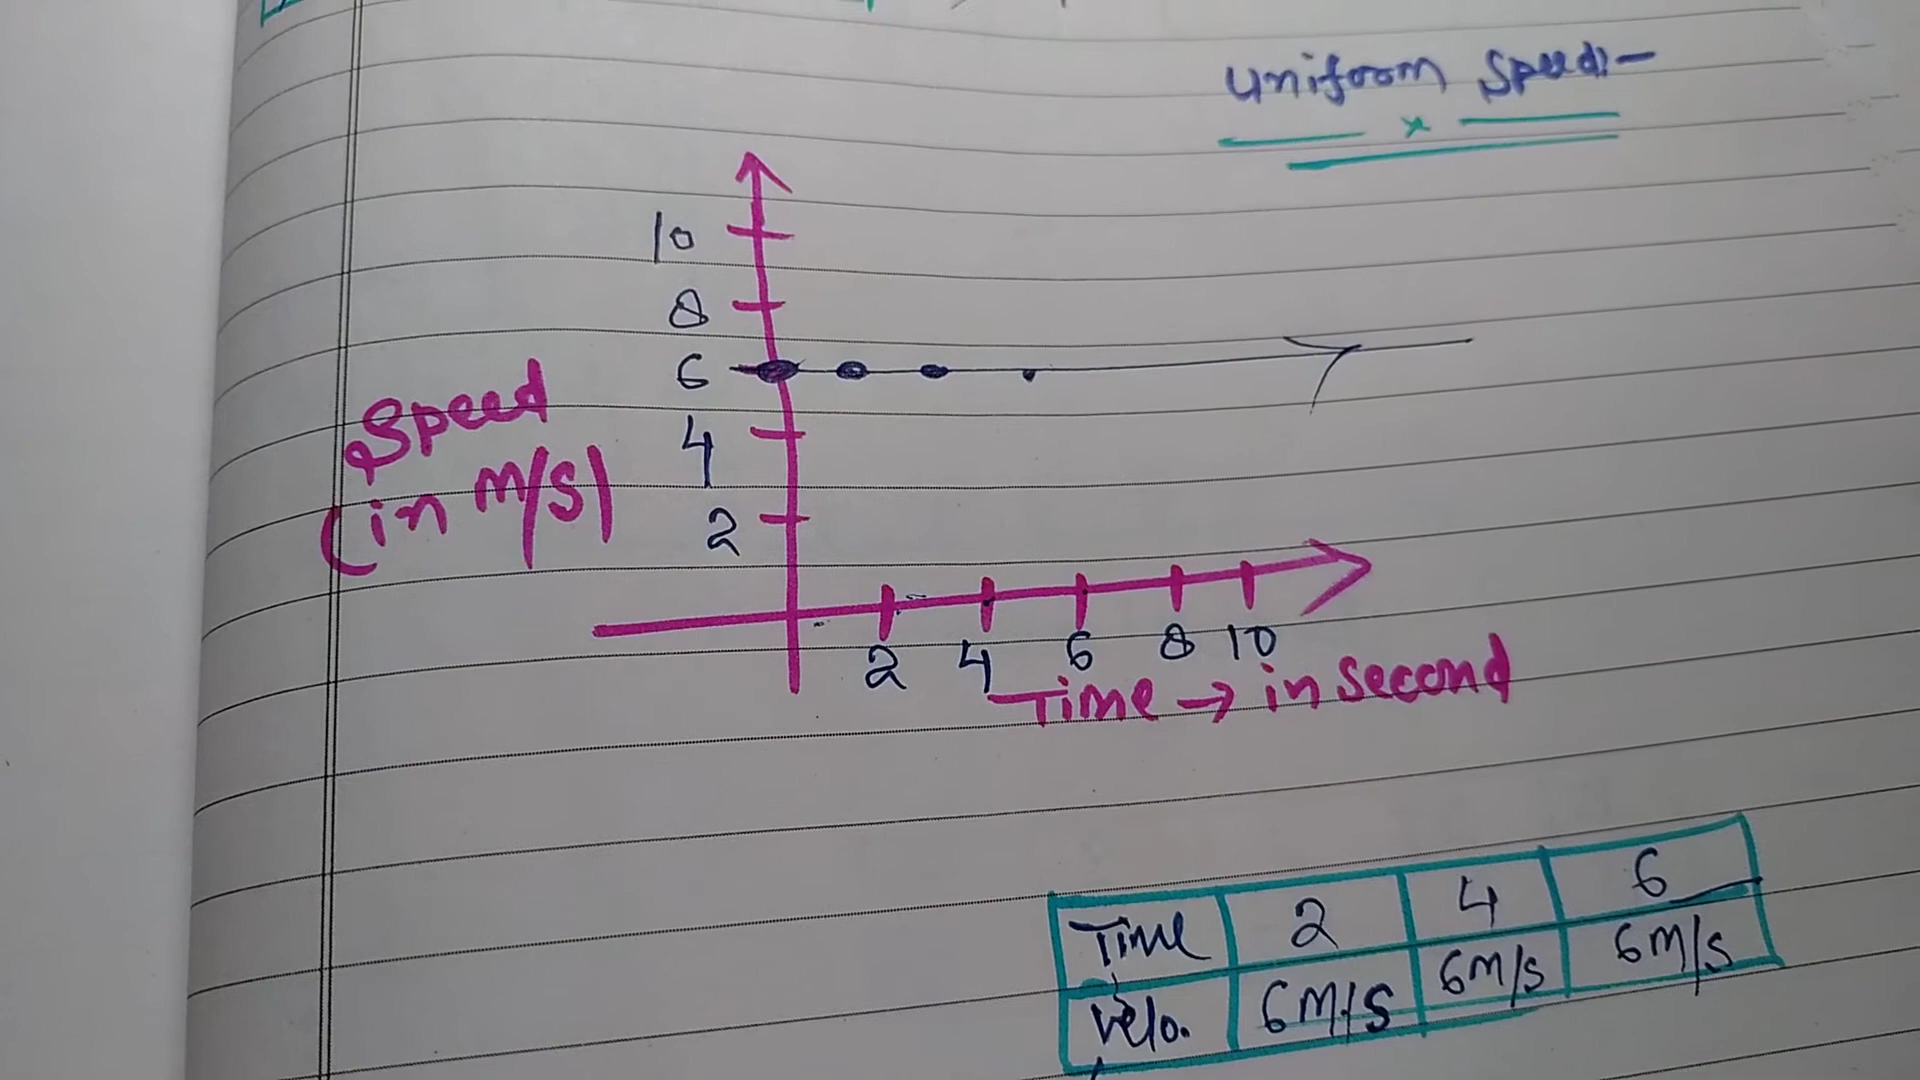 Uniform Speed:-
10
8
6
4
2
Speed
(in m/s)
2 4 6 8 10
Time → in second
Time 2 4 6
Velo. 6m/s 6m/s 6m/s